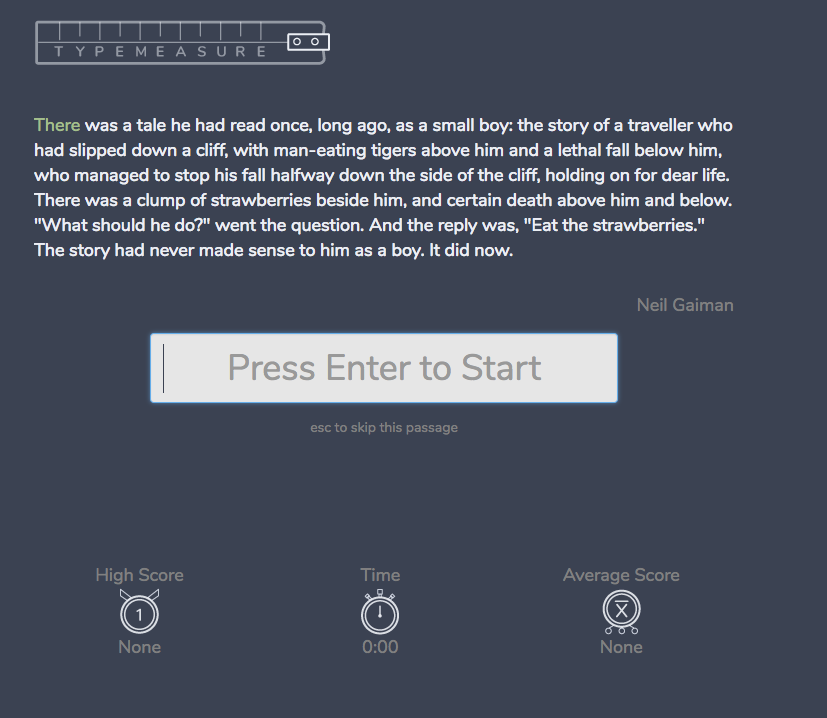 TYPEMEASURE
There was a tale he had read once, long ago, as a small boy: the story of a traveller who
had slipped down a cliff, with man-eating tigers above him and a lethal fall below him,
who managed to stop his fall halfway down the side of the cliff, holding on for dear life.
There was a clump of strawberries beside him, and certain death above him and below.
"What should he do?" went the question. And the reply was, "Eat the strawberries."
The story had never made sense to him as a boy. It did now.
Neil Gaiman
Press Enter to Start
esc to skip this passage
High Score
1
None
Time
0:00
Average Score
X̅
None